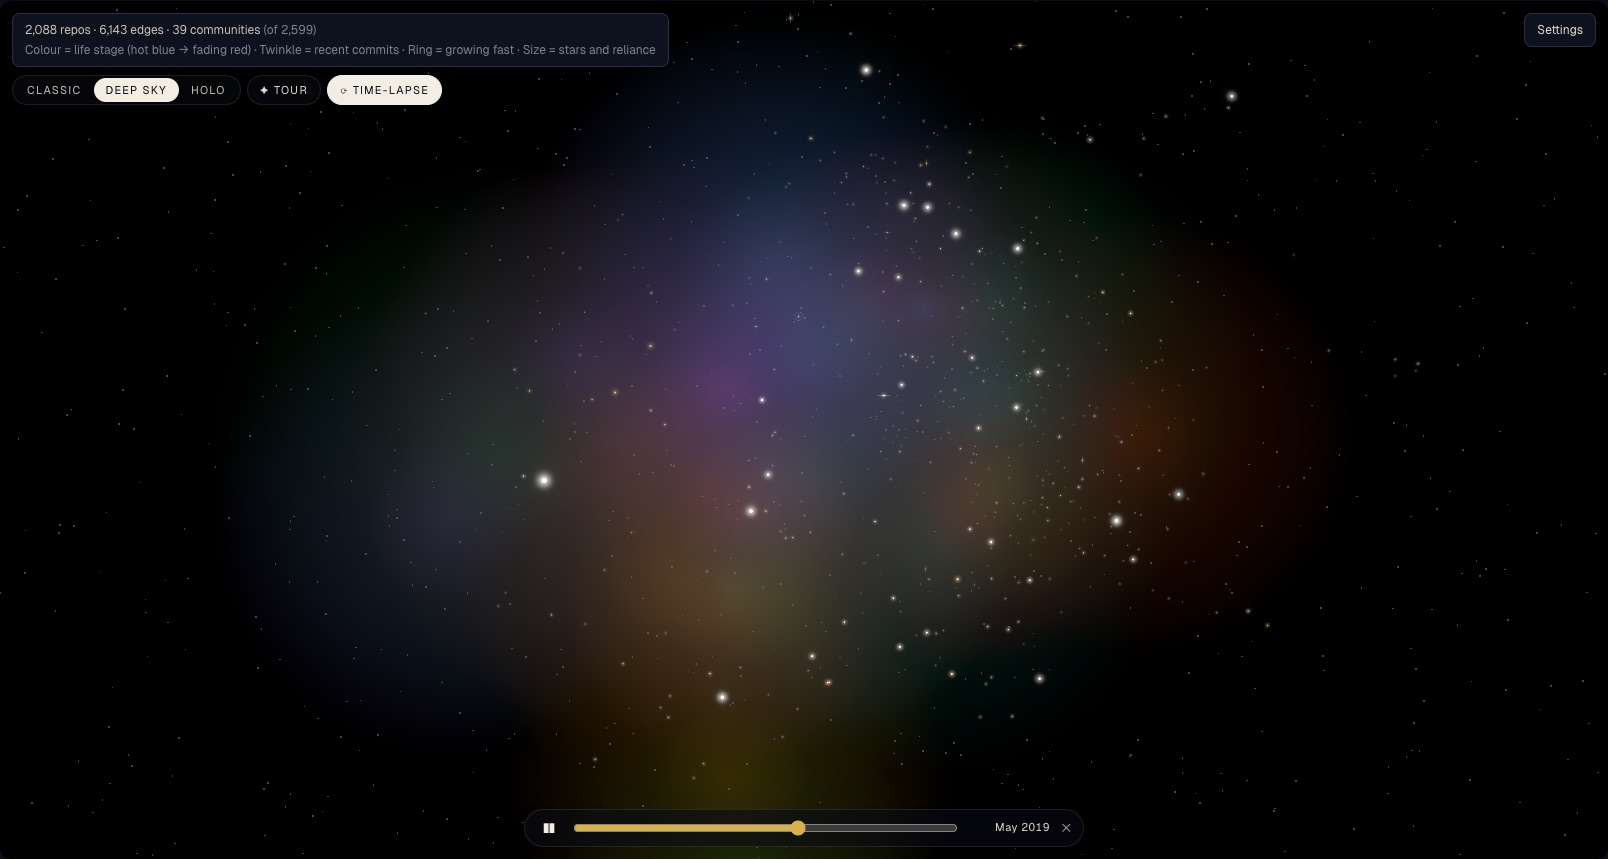 2,088 repos · 6,143 edges · 39 communities (of 2,599)
Colour = life stage (hot blue → fading red) · Twinkle = recent commits · Ring = growing fast · Size = stars and reliance
Settings
CLASSIC DEEP SKY HOLO ✦ TOUR ⟳ TIME-LAPSE
May 2019 ×